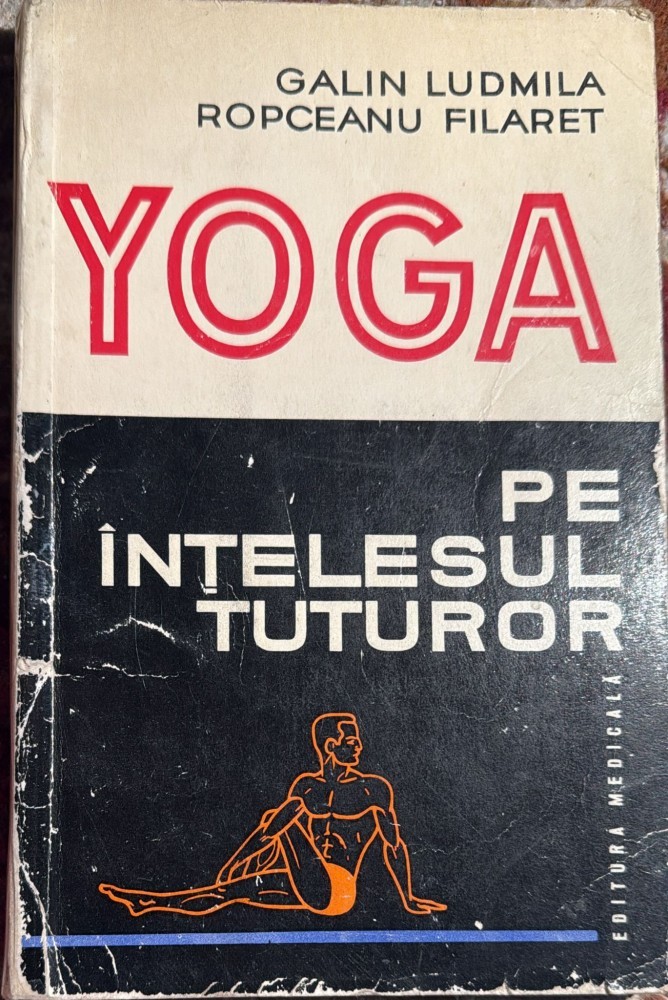 GALIN LUDMILA
ROPCEANU FILARET
YOGA
PE
ÎNȚELESUL
TUTUROR
EDITURA MEDICALĂ